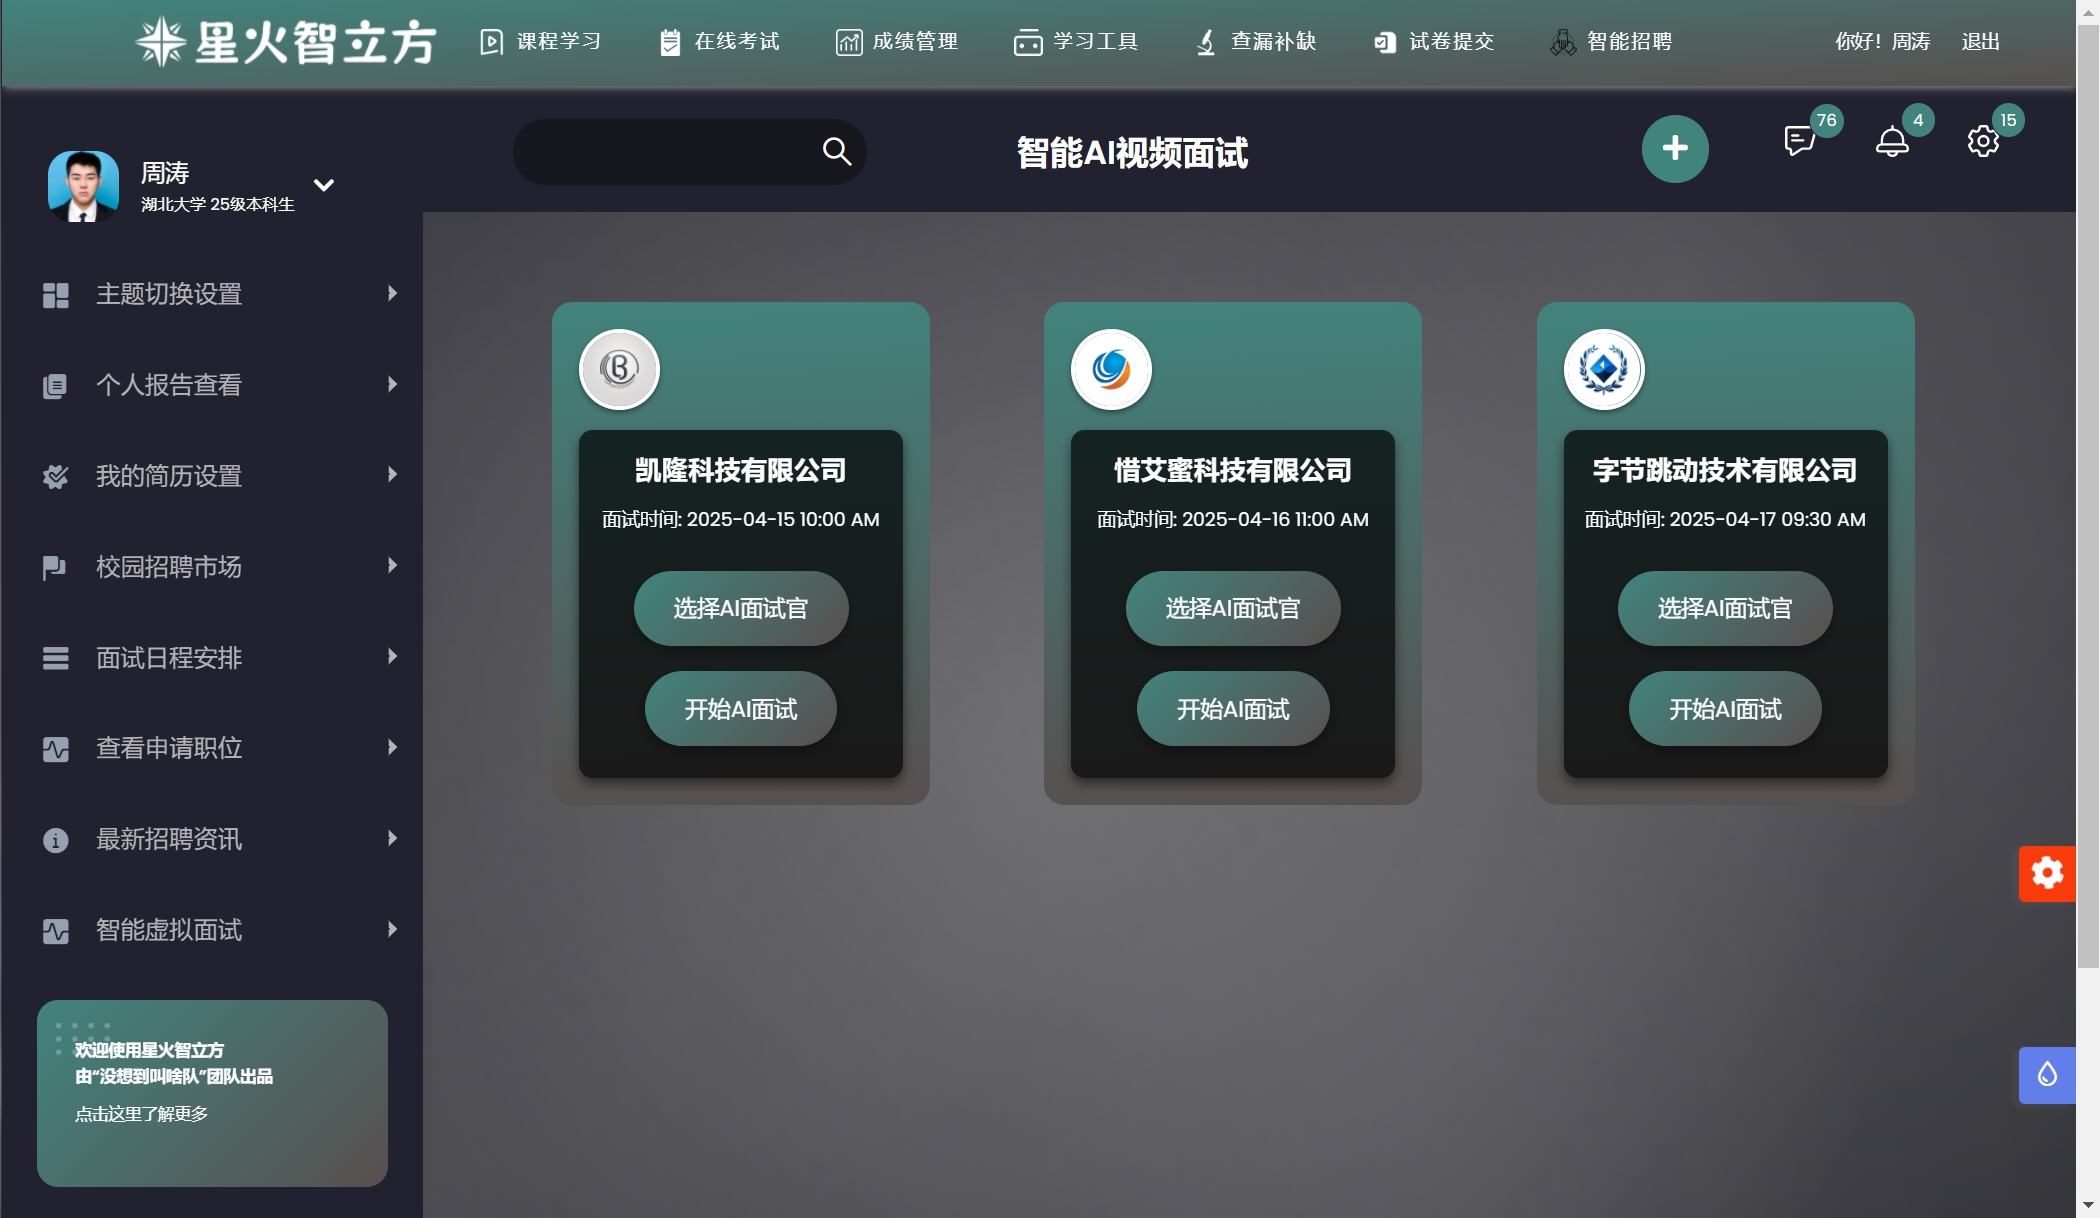 星火智立方
课程学习
在线考试
成绩管理
学习工具
查漏补缺
试卷提交
智能招聘
你好！周涛
退出
周涛
湖北大学 25级本科生
智能AI视频面试
76
4
15
主题切换设置
个人报告查看
我的简历设置
校园招聘市场
面试日程安排
查看申请职位
最新招聘资讯
智能虚拟面试
欢迎使用星火智立方
由“没想到叫啥队”团队出品
点击这里了解更多
凯隆科技有限公司
面试时间: 2025-04-15 10:00 AM
选择AI面试官
开始AI面试
惜艾蜜科技有限公司
面试时间: 2025-04-16 11:00 AM
选择AI面试官
开始AI面试
字节跳动技术有限公司
面试时间: 2025-04-17 09:30 AM
选择AI面试官
开始AI面试